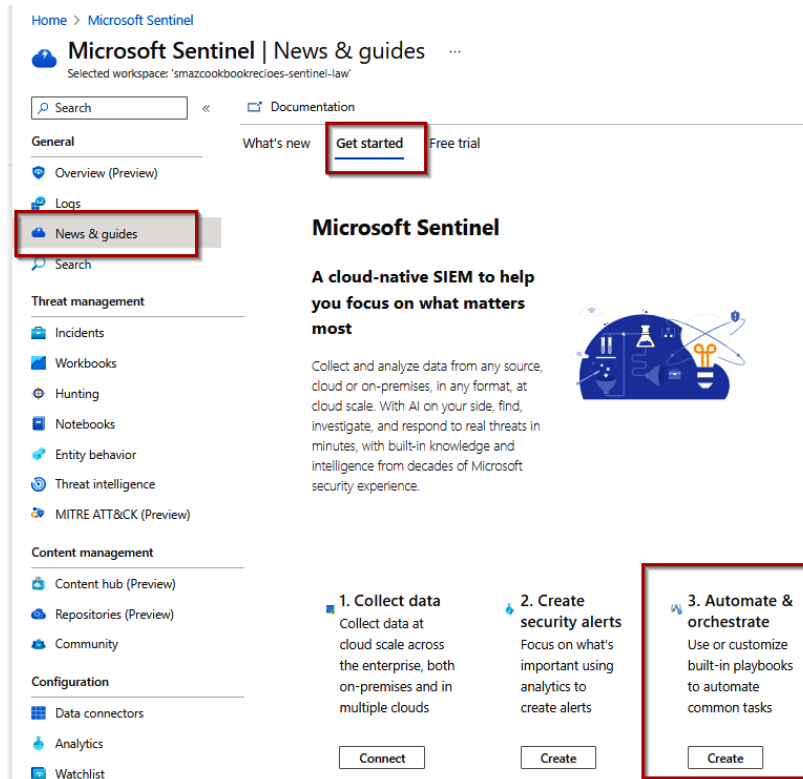 Home > Microsoft Sentinel
Microsoft Sentinel | News & guides ...
Selected workspace: 'smazcookbookrecioes-sentinel-law'
Search «
Documentation
General
What's new Get started Free trial
Overview (Preview)
Logs
News & guides
Search
Threat management
Incidents
Workbooks
Hunting
Notebooks
Entity behavior
Threat intelligence
MITRE ATT&CK (Preview)
Content management
Content hub (Preview)
Repositories (Preview)
Community
Configuration
Data connectors
Analytics
Watchlist
Microsoft Sentinel
A cloud-native SIEM to help
you focus on what matters
most
Collect and analyze data from any source,
cloud or on-premises, in any format, at
cloud scale. With AI on your side, find,
investigate, and respond to real threats in
minutes, with built-in knowledge and
intelligence from decades of Microsoft
security experience.
1. Collect data
Collect data at
cloud scale across
the enterprise, both
on-premises and in
multiple clouds
Connect
2. Create
security alerts
Focus on what's
important using
analytics to
create alerts
Create
3. Automate &
orchestrate
Use or customize
built-in playbooks
to automate
common tasks
Create